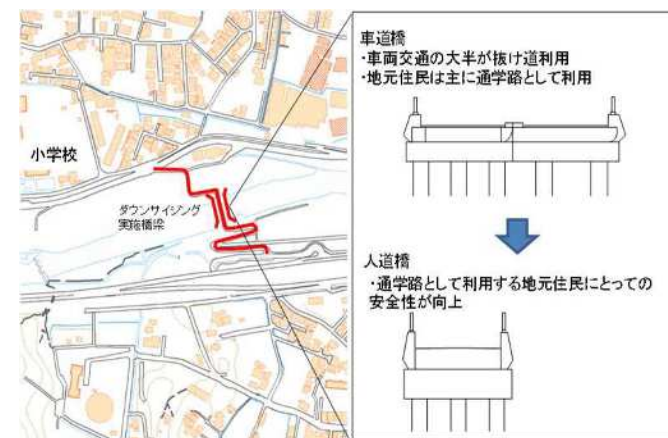 小学校
ダウンサイジング
実施橋梁
車道橋
・車両交通の大半が抜け道利用
・地元住民は主に通学路として利用
人道橋
・通学路として利用する地元住民にとっての
安全性が向上